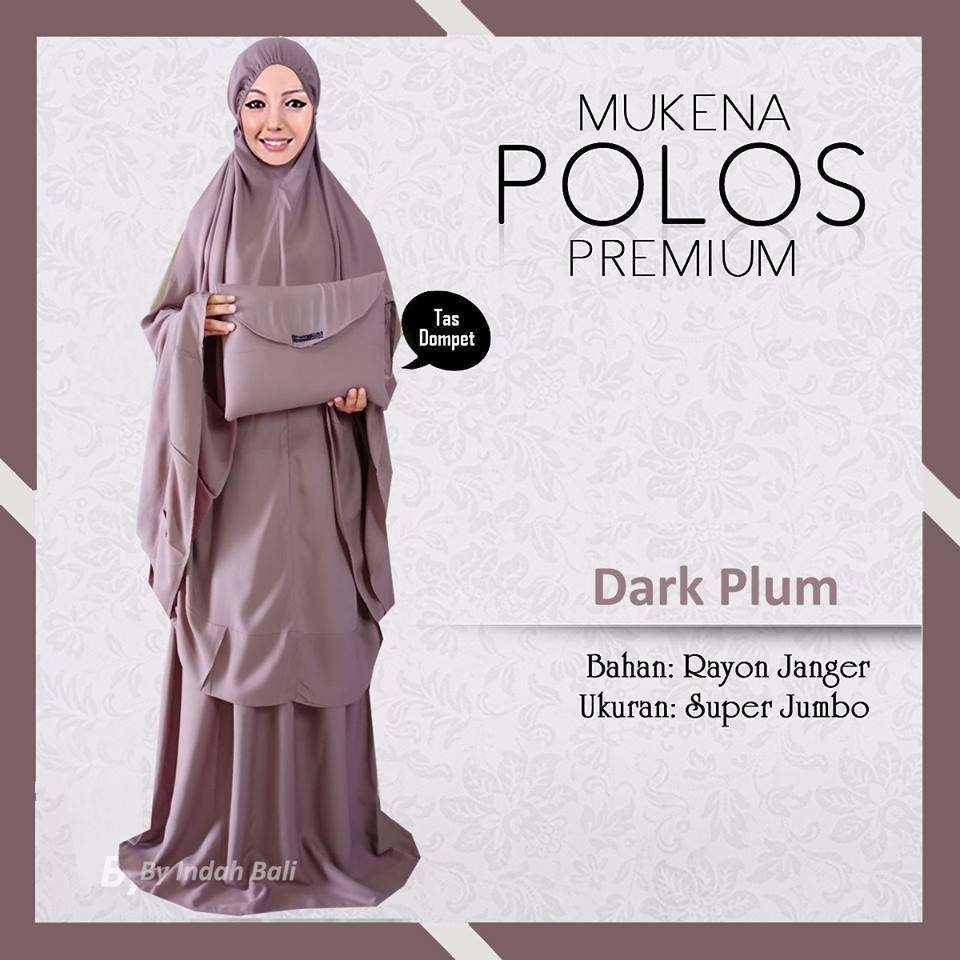 MUKENA
POLOS
PREMIUM
Tas
Dompet
Dark Plum
Bahan: Rayon Janger
Ukuran: Super Jumbo
By Indah Bali